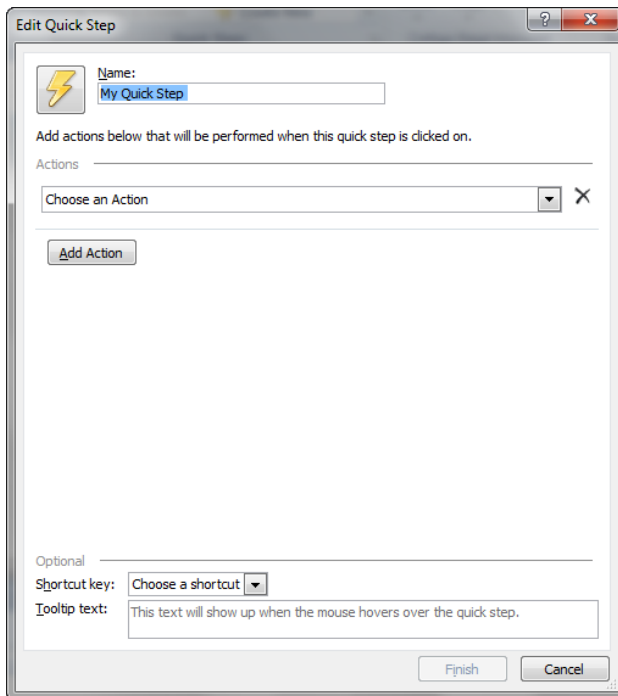 Edit Quick Step
?
Name:
My Quick Step
Add actions below that will be performed when this quick step is clicked on.
Actions
Choose an Action
Add Action
Optional
Shortcut key: Choose a shortcut
Tooltip text: This text will show up when the mouse hovers over the quick step.
Finish Cancel